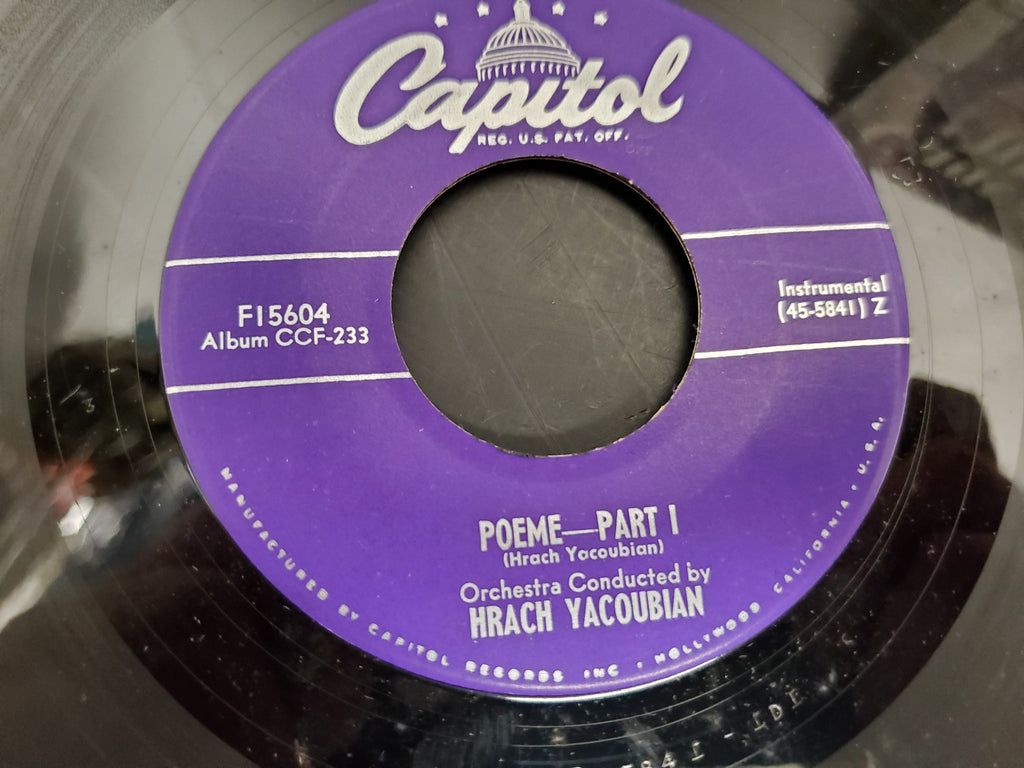 Capitol
REG. U.S. PAT. OFF.
F15604
Album CCF-233
Instrumental
(45-5841) Z
POEME—PART I
(Hrach Yacoubian)
Orchestra Conducted by
HRACH YACOUBIAN
MANUFACTURED BY CAPITOL RECORDS INC • HOLLYWOOD CALIFORNIA • U.S.A.